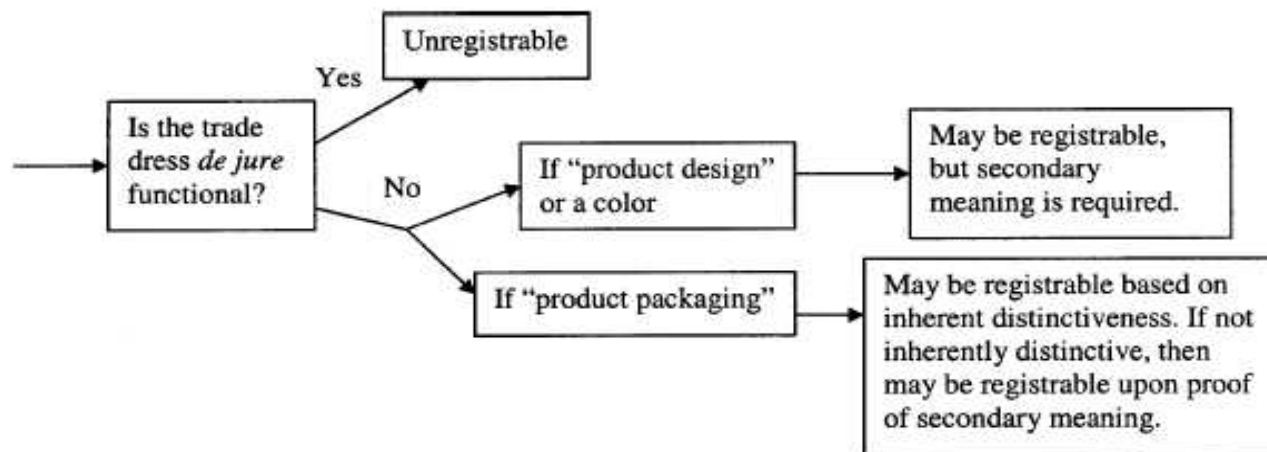 Unregistrable
Yes
Is the trade
dress de jure
functional?
No
If “product design”
or a color
May be registrable,
but secondary
meaning is required.
If “product packaging”
May be registrable based on
inherent distinctiveness. If not
inherently distinctive, then
may be registrable upon proof
of secondary meaning.